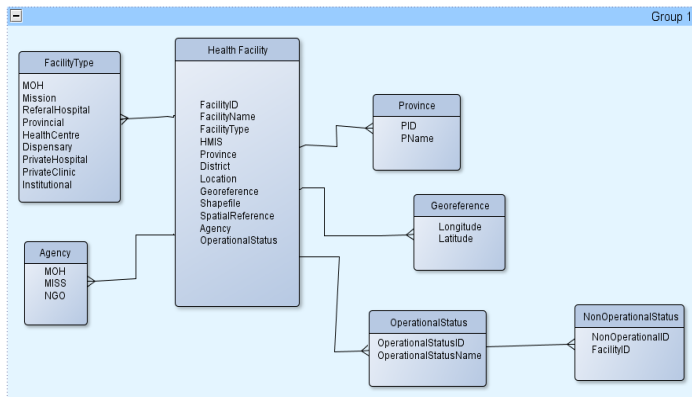 Group 1
FacilityType
MOH
Mission
ReferalHospital
Provincial
HealthCentre
Dispensary
PrivateHospital
PrivateClinic
Institutional
Health Facility
FacilityID
FacilityName
FacilityType
HMIS
Province
District
Location
Georeference
Shapefile
SpatialReference
Agency
OperationalStatus
Province
PID
PName
Georeference
Longitude
Latitude
Agency
MOH
MISS
NGO
OperationalStatus
OperationalStatusID
OperationalStatusName
NonOperationalStatus
NonOperationalID
FacilityID